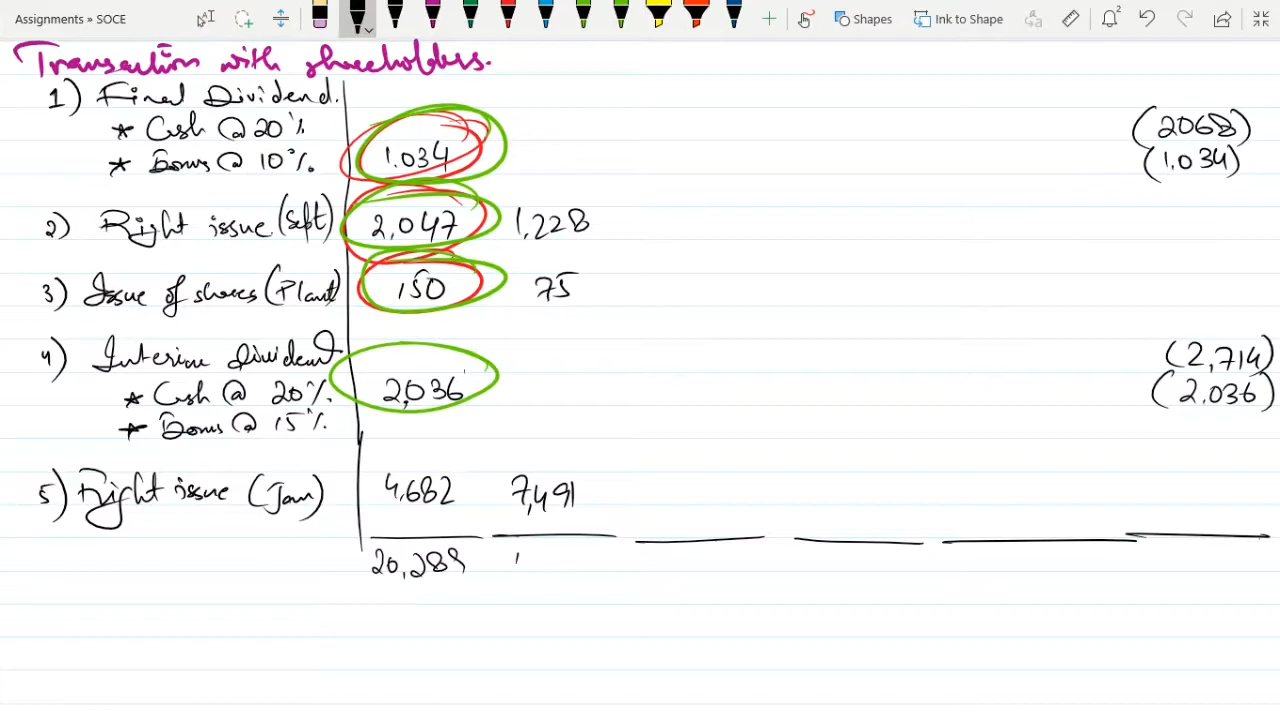 Assignments » SOCE
Shapes
Ink to Shape
2
Transaction with shareholders.
1) Final Dividend.
* Cash @ 20% (2068)
* Bonus @ 10%. 1.034 (1.034)
2) Right issue (Sept) 2,047 1,228
3) Issue of shares (Plant) 150 75
4) Interim Dividend (2,714)
* Cash @ 20%. 2,036 (2.036)
* Bonus @ 15%.
5) Right issue (Jan) 4,682 7,491
20,289